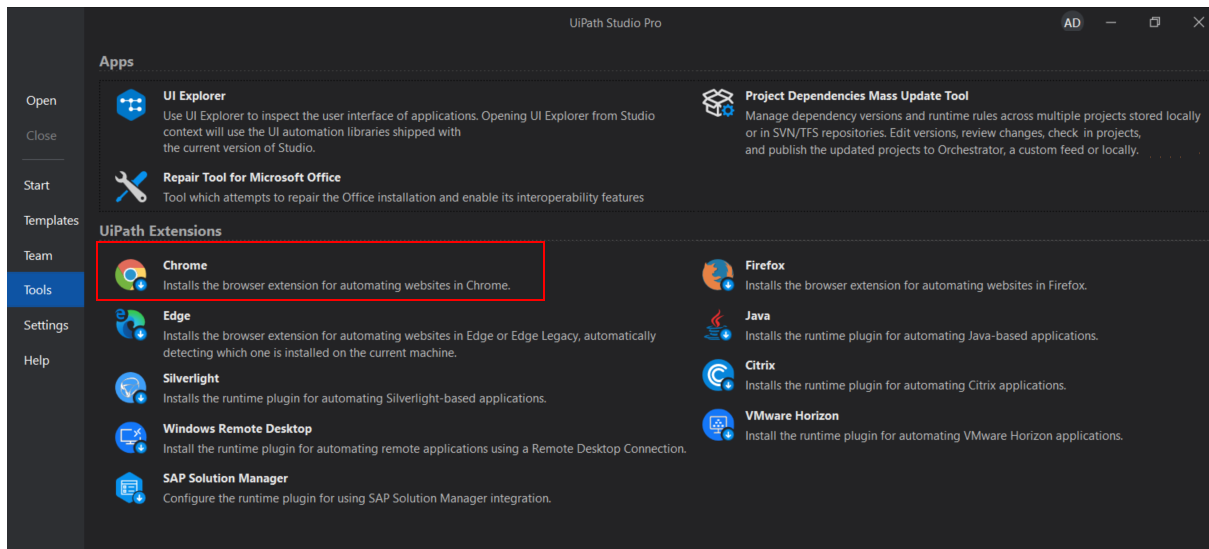 UiPath Studio Pro
AD
Open
Close
Start
Templates
Team
Tools
Settings
Help
Apps
UI Explorer
Use UI Explorer to inspect the user interface of applications. Opening UI Explorer from Studio
context will use the UI automation libraries shipped with
the current version of Studio.
Project Dependencies Mass Update Tool
Manage dependency versions and runtime rules across multiple projects stored locally
or in SVN/TFS repositories. Edit versions, review changes, check in projects,
and publish the updated projects to Orchestrator, a custom feed or locally.
Repair Tool for Microsoft Office
Tool which attempts to repair the Office installation and enable its interoperability features
UiPath Extensions
Chrome
Installs the browser extension for automating websites in Chrome.
Firefox
Installs the browser extension for automating websites in Firefox.
Edge
Installs the browser extension for automating websites in Edge or Edge Legacy, automatically
detecting which one is installed on the current machine.
Java
Installs the runtime plugin for automating Java-based applications.
Silverlight
Installs the runtime plugin for automating Silverlight-based applications.
Citrix
Installs the runtime plugin for automating Citrix applications.
Windows Remote Desktop
Install the runtime plugin for automating remote applications using a Remote Desktop Connection.
VMware Horizon
Install the runtime plugin for automating VMware Horizon applications.
SAP Solution Manager
Configure the runtime plugin for using SAP Solution Manager integration.